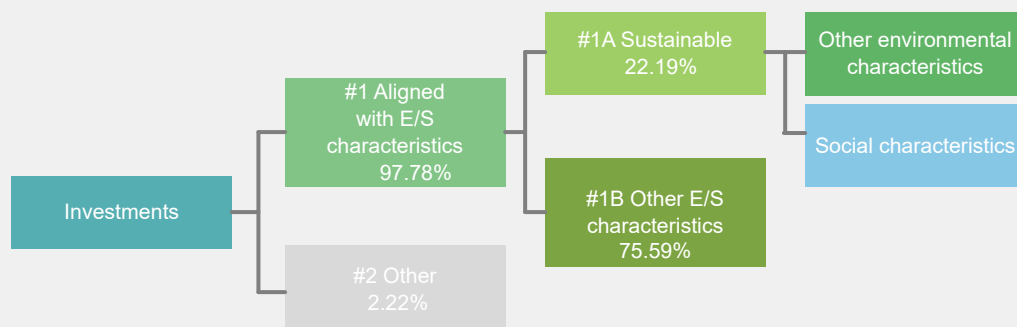 Investments
#1 Aligned
with E/S
characteristics
97.78%
#2 Other
2.22%
#1A Sustainable
22.19%
#1B Other E/S
characteristics
75.59%
Other environmental
characteristics
Social characteristics